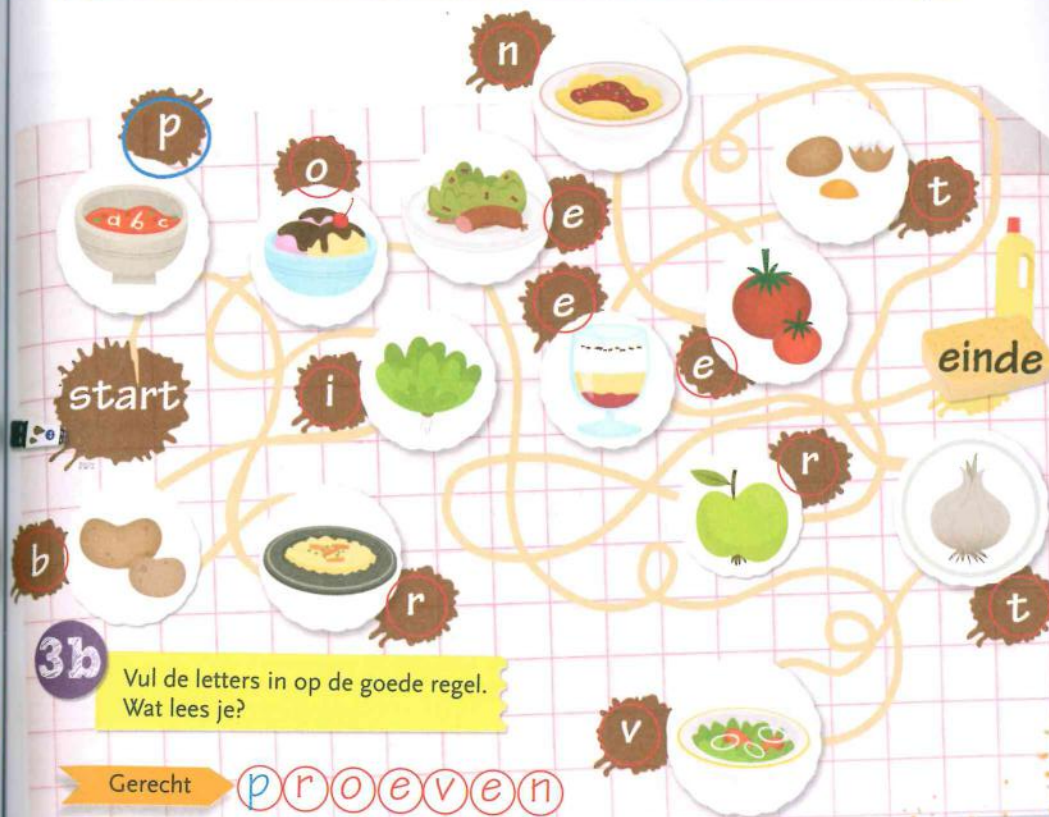 n
p
o
e
t
a b c
e
e
start
i
einde
r
b
r
t
3b
Vul de letters in op de goede regel.
Wat lees je?
v
Gerecht
proeven